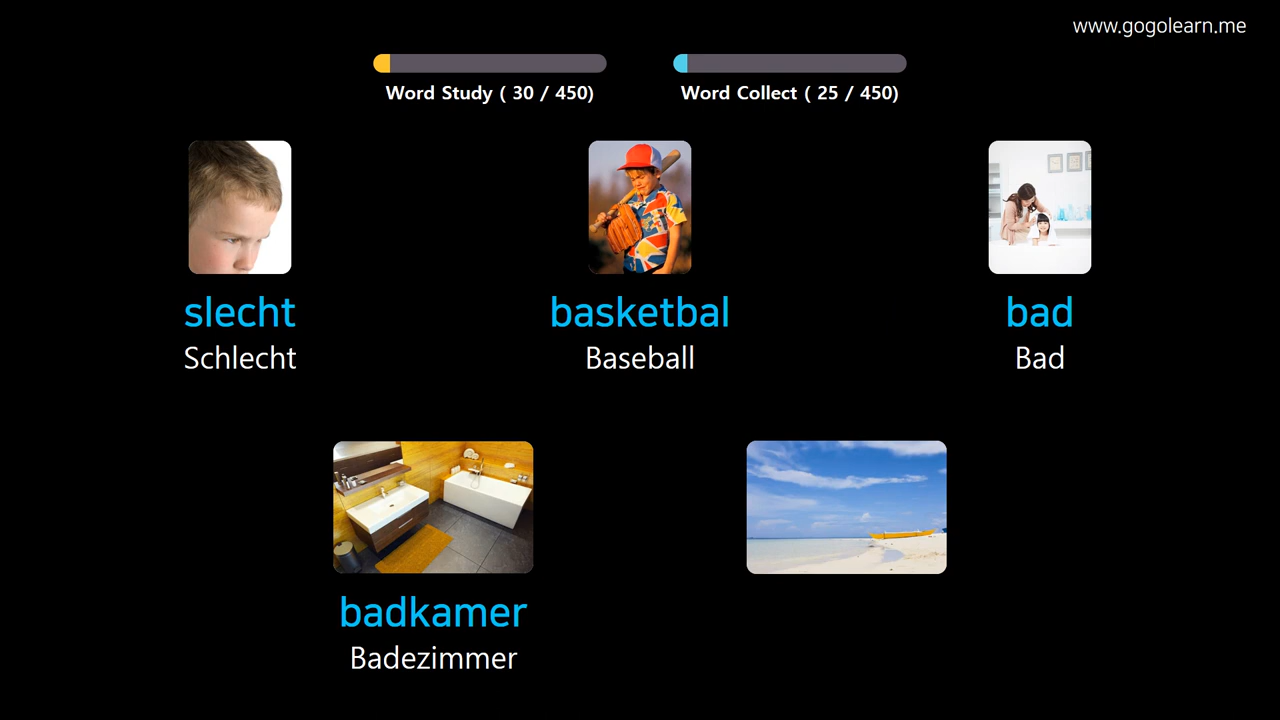 www.gogolearn.me
Word Study ( 30 / 450)
Word Collect ( 25 / 450)
slecht
Schlecht
basketbal
Baseball
bad
Bad
badkamer
Badezimmer